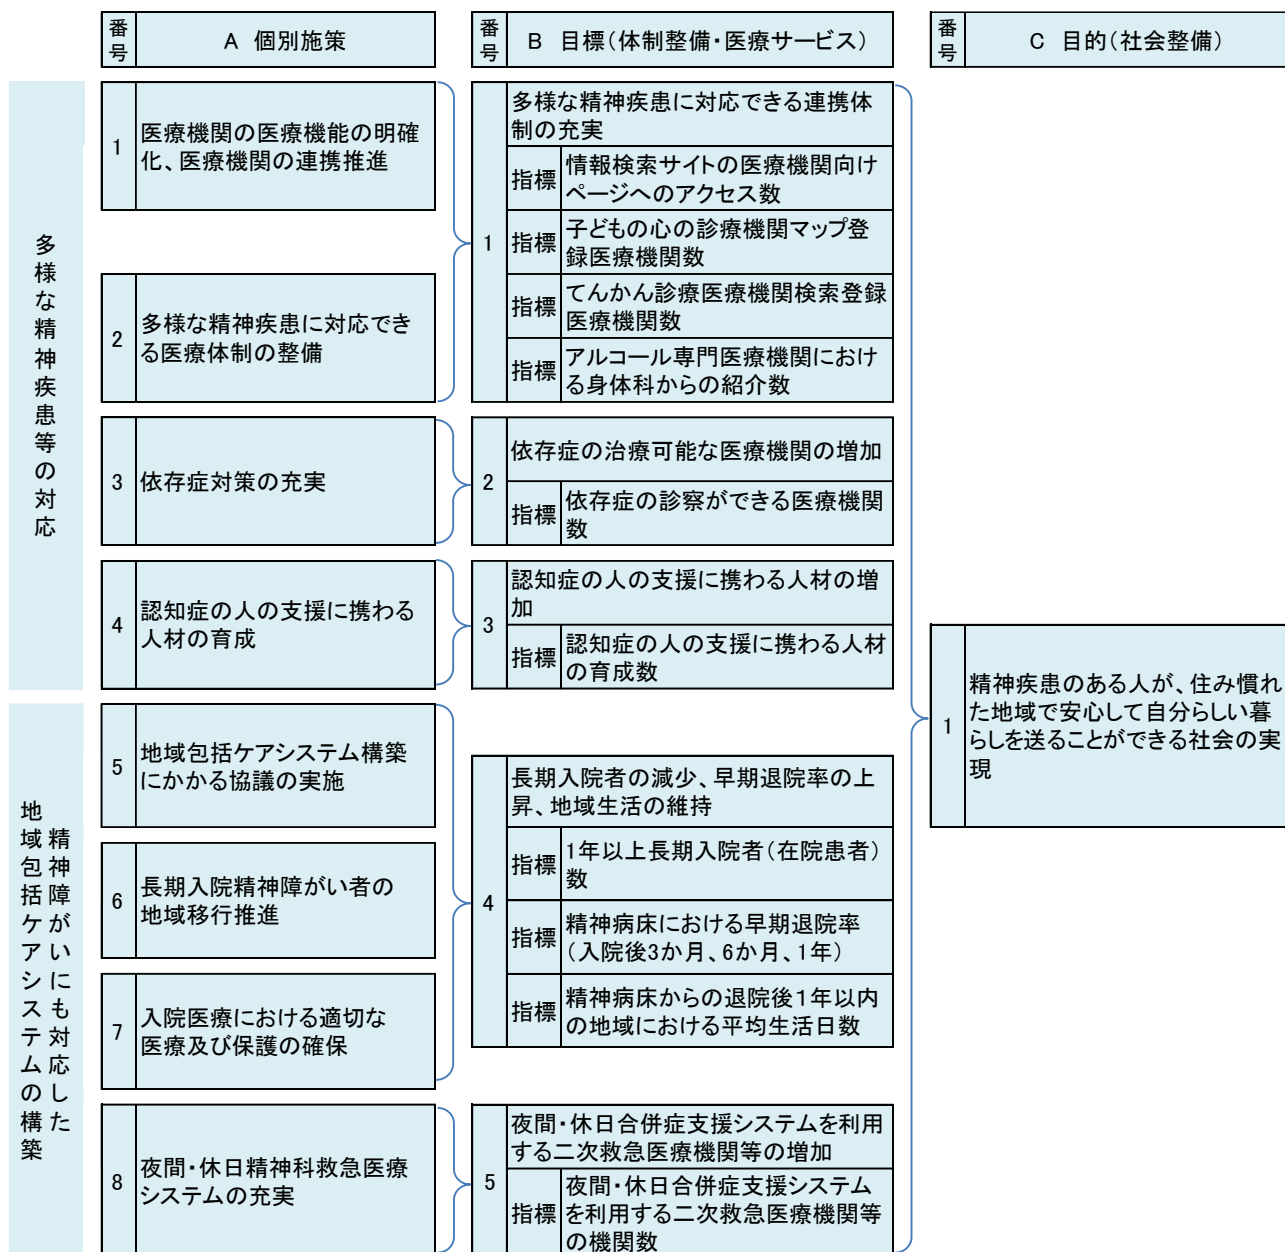 番号
A 個別施策
番号
B 目標(体制整備・医療サービス)
番号
C 目的(社会整備)
多様な精神疾患等の対応
1
医療機関の医療機能の明確
化、医療機関の連携推進
2
多様な精神疾患に対応でき
る医療体制の整備
3
依存症対策の充実
4
認知症の人の支援に携わる
人材の育成
精神障がいにも対応した
地域包括ケアシステムの構築
5
地域包括ケアシステム構築
にかかる協議の実施
6
長期入院精神障がい者の
地域移行推進
7
入院医療における適切な
医療及び保護の確保
8
夜間・休日精神科救急医療
システムの充実
1
多様な精神疾患に対応できる連携体
制の充実
指標
情報検索サイトの医療機関向け
ページへのアクセス数
指標
子どもの心の診療機関マップ登
録医療機関数
指標
てんかん診療医療機関検索登録
医療機関数
指標
アルコール専門医療機関におけ
る身体科からの紹介数
2
依存症の治療可能な医療機関の増加
指標
依存症の診察ができる医療機関
数
3
認知症の人の支援に携わる人材の増
加
指標
認知症の人の支援に携わる人材
の育成数
4
長期入院者の減少、早期退院率の上
昇、地域生活の維持
指標
1年以上長期入院者(在院患者)
数
指標
精神病床における早期退院率
(入院後3か月、6か月、1年)
指標
精神病床からの退院後1年以内
の地域における平均生活日数
5
夜間・休日合併症支援システムを利用
する二次救急医療機関等の増加
指標
夜間・休日合併症支援システム
を利用する二次救急医療機関等
の機関数
1
精神疾患のある人が、住み慣れ
た地域で安心して自分らしい暮
らしを送ることができる社会の実
現